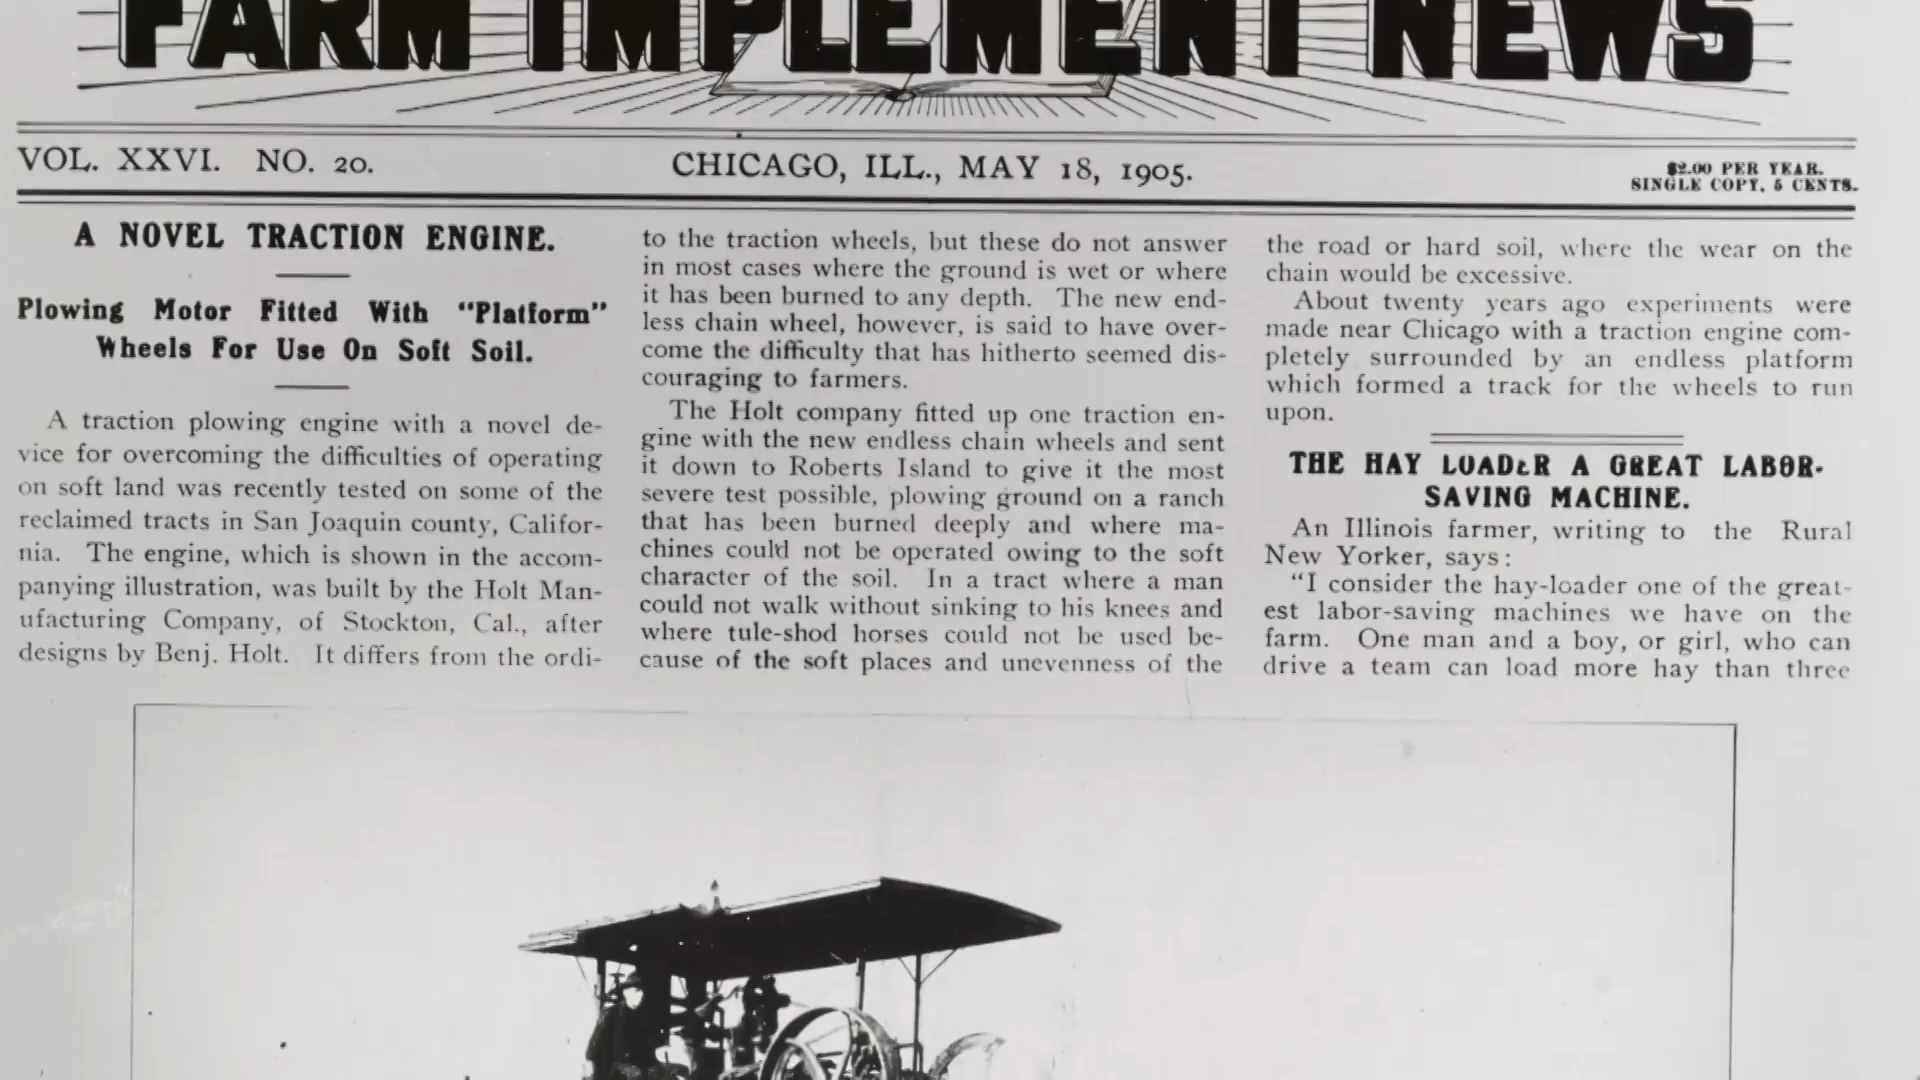 FARM IMPLEMENT NEWS
VOL. XXVI. NO. 20.
CHICAGO, ILL., MAY 18, 1905.
$2.00 PER YEAR.
SINGLE COPY, 5 CENTS.
A NOVEL TRACTION ENGINE.
Plowing Motor Fitted With "Platform"
Wheels For Use On Soft Soil.
A traction plowing engine with a novel de-
vice for overcoming the difficulties of operating
on soft land was recently tested on some of the
reclaimed tracts in San Joaquin county, Califor-
nia. The engine, which is shown in the accom-
panying illustration, was built by the Holt Man-
ufacturing Company, of Stockton, Cal., after
designs by Benj. Holt. It differs from the ordi-
to the traction wheels, but these do not answer
in most cases where the ground is wet or where
it has been burned to any depth. The new end-
less chain wheel, however, is said to have over-
come the difficulty that has hitherto seemed dis-
couraging to farmers.
The Holt company fitted up one traction en-
gine with the new endless chain wheels and sent
it down to Roberts Island to give it the most
severe test possible, plowing ground on a ranch
that has been burned deeply and where ma-
chines could not be operated owing to the soft
character of the soil. In a tract where a man
could not walk without sinking to his knees and
where tule-shod horses could not be used be-
cause of the soft places and unevenness of the
the road or hard soil, where the wear on the
chain would be excessive.
About twenty years ago experiments were
made near Chicago with a traction engine com-
pletely surrounded by an endless platform
which formed a track for the wheels to run
upon.
THE HAY LOADER A GREAT LABOR-
SAVING MACHINE.
An Illinois farmer, writing to the Rural
New Yorker, says:
"I consider the hay-loader one of the great-
est labor-saving machines we have on the
farm. One man and a boy, or girl, who can
drive a team can load more hay than three